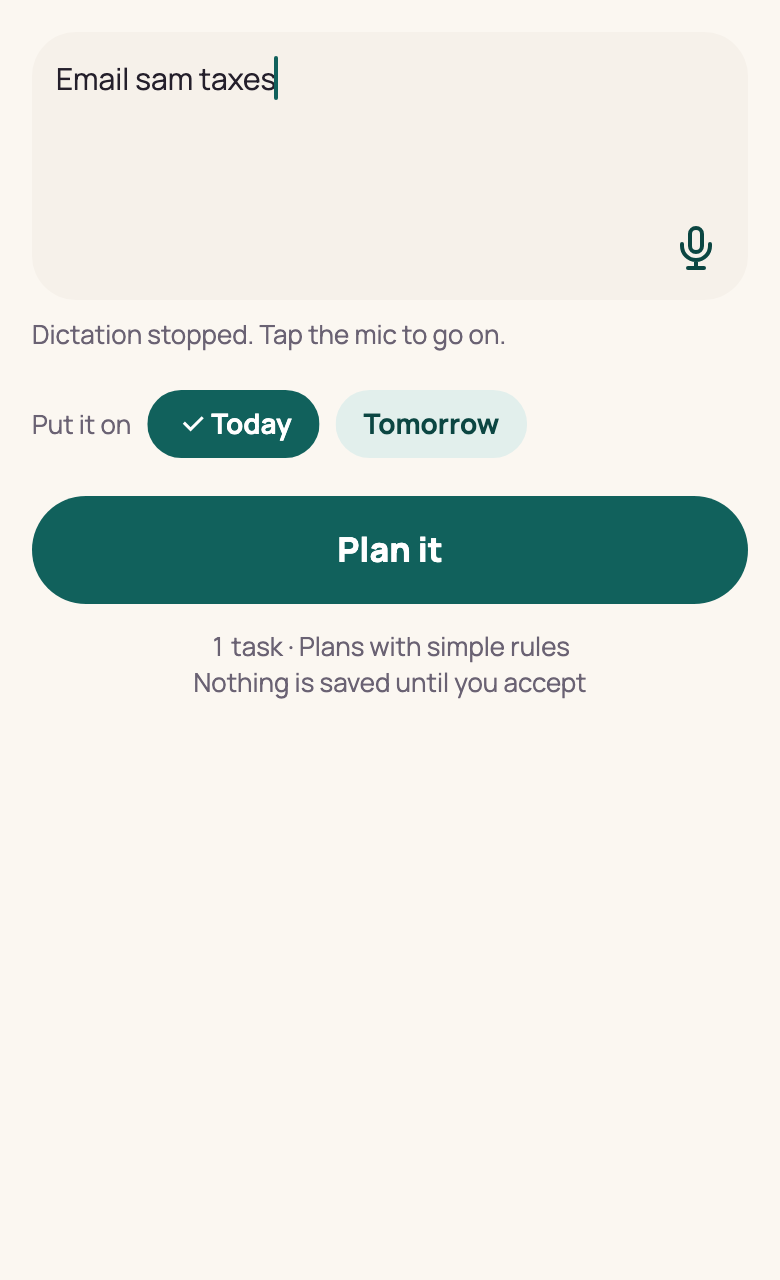 Email sam taxes
Dictation stopped. Tap the mic to go on.
Put it on Today Tomorrow
Plan it
1 task · Plans with simple rules
Nothing is saved until you accept